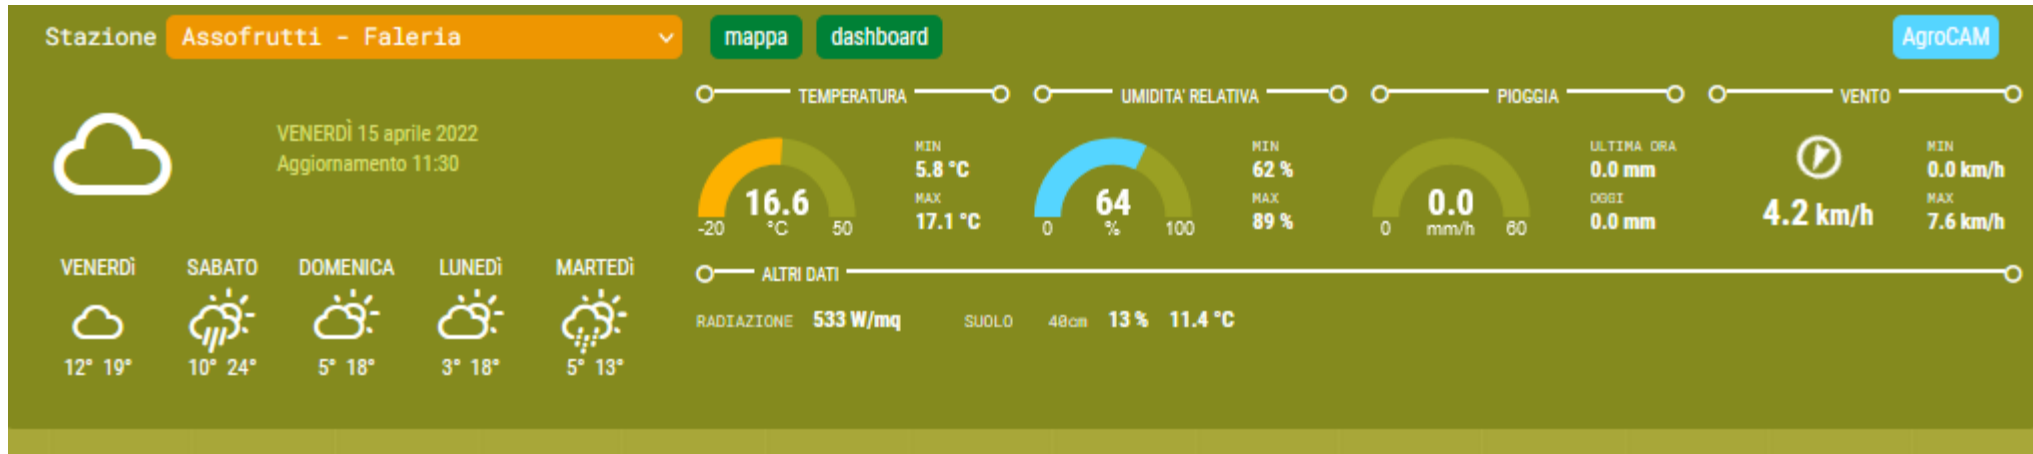 Stazione Assofrutti - Faleria mappa dashboard AgroCAM
VENERDÌ 15 aprile 2022
Aggiornamento 11:30
VENERDÌ SABATO DOMENICA LUNEDÌ MARTEDÌ
12° 19° 10° 24° 5° 18° 3° 18° 5° 13°
TEMPERATURA
16.6
-20 °C 50
MIN
5.8 °C
MAX
17.1 °C
UMIDITA' RELATIVA
64
0 % 100
MIN
62 %
MAX
89 %
PIOGGIA
0.0
0 mm/h 60
ULTIMA ORA
0.0 mm
OGGI
0.0 mm
VENTO
4.2 km/h
MIN
0.0 km/h
MAX
7.6 km/h
ALTRI DATI
RADIAZIONE 533 W/mq SUOLO 40cm 13 % 11.4 °C